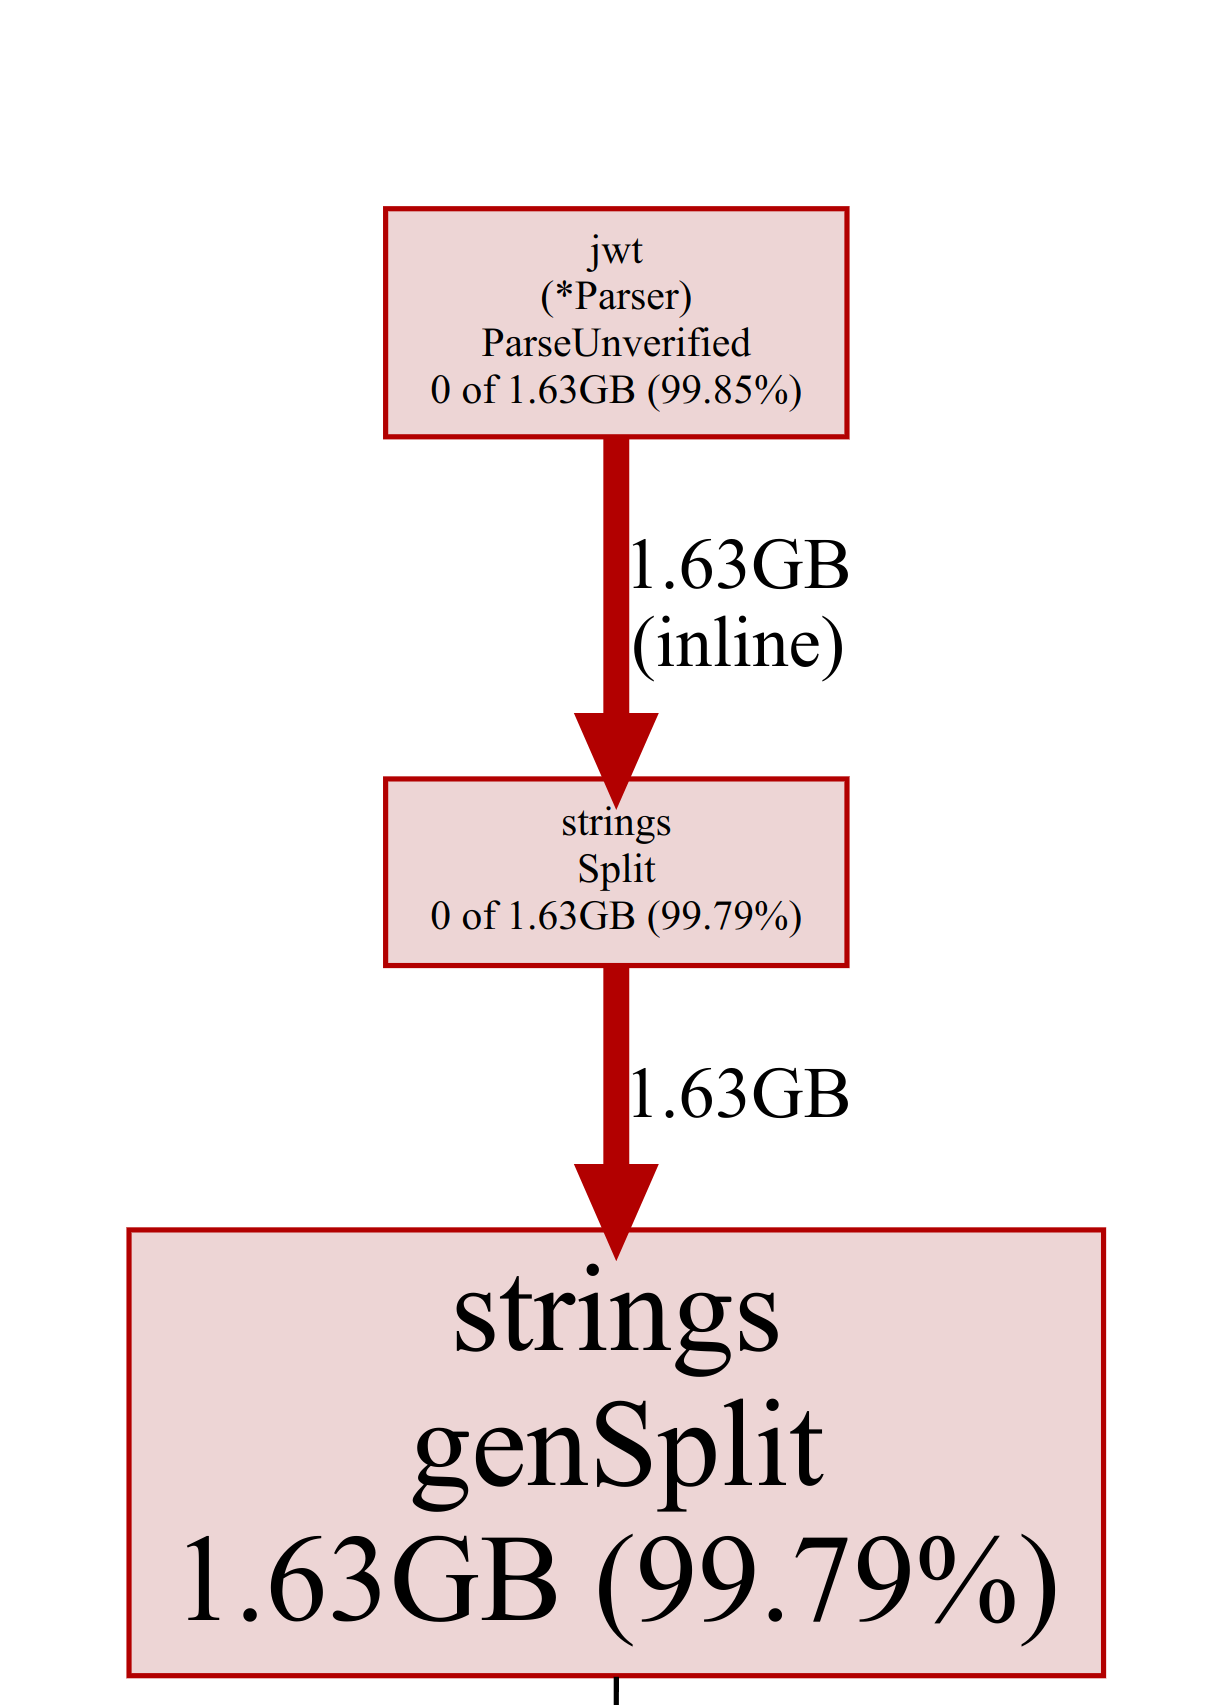 jwt
(*Parser)
ParseUnverified
0 of 1.63GB (99.85%)
1.63GB
(inline)
strings
Split
0 of 1.63GB (99.79%)
1.63GB
strings
genSplit
1.63GB (99.79%)